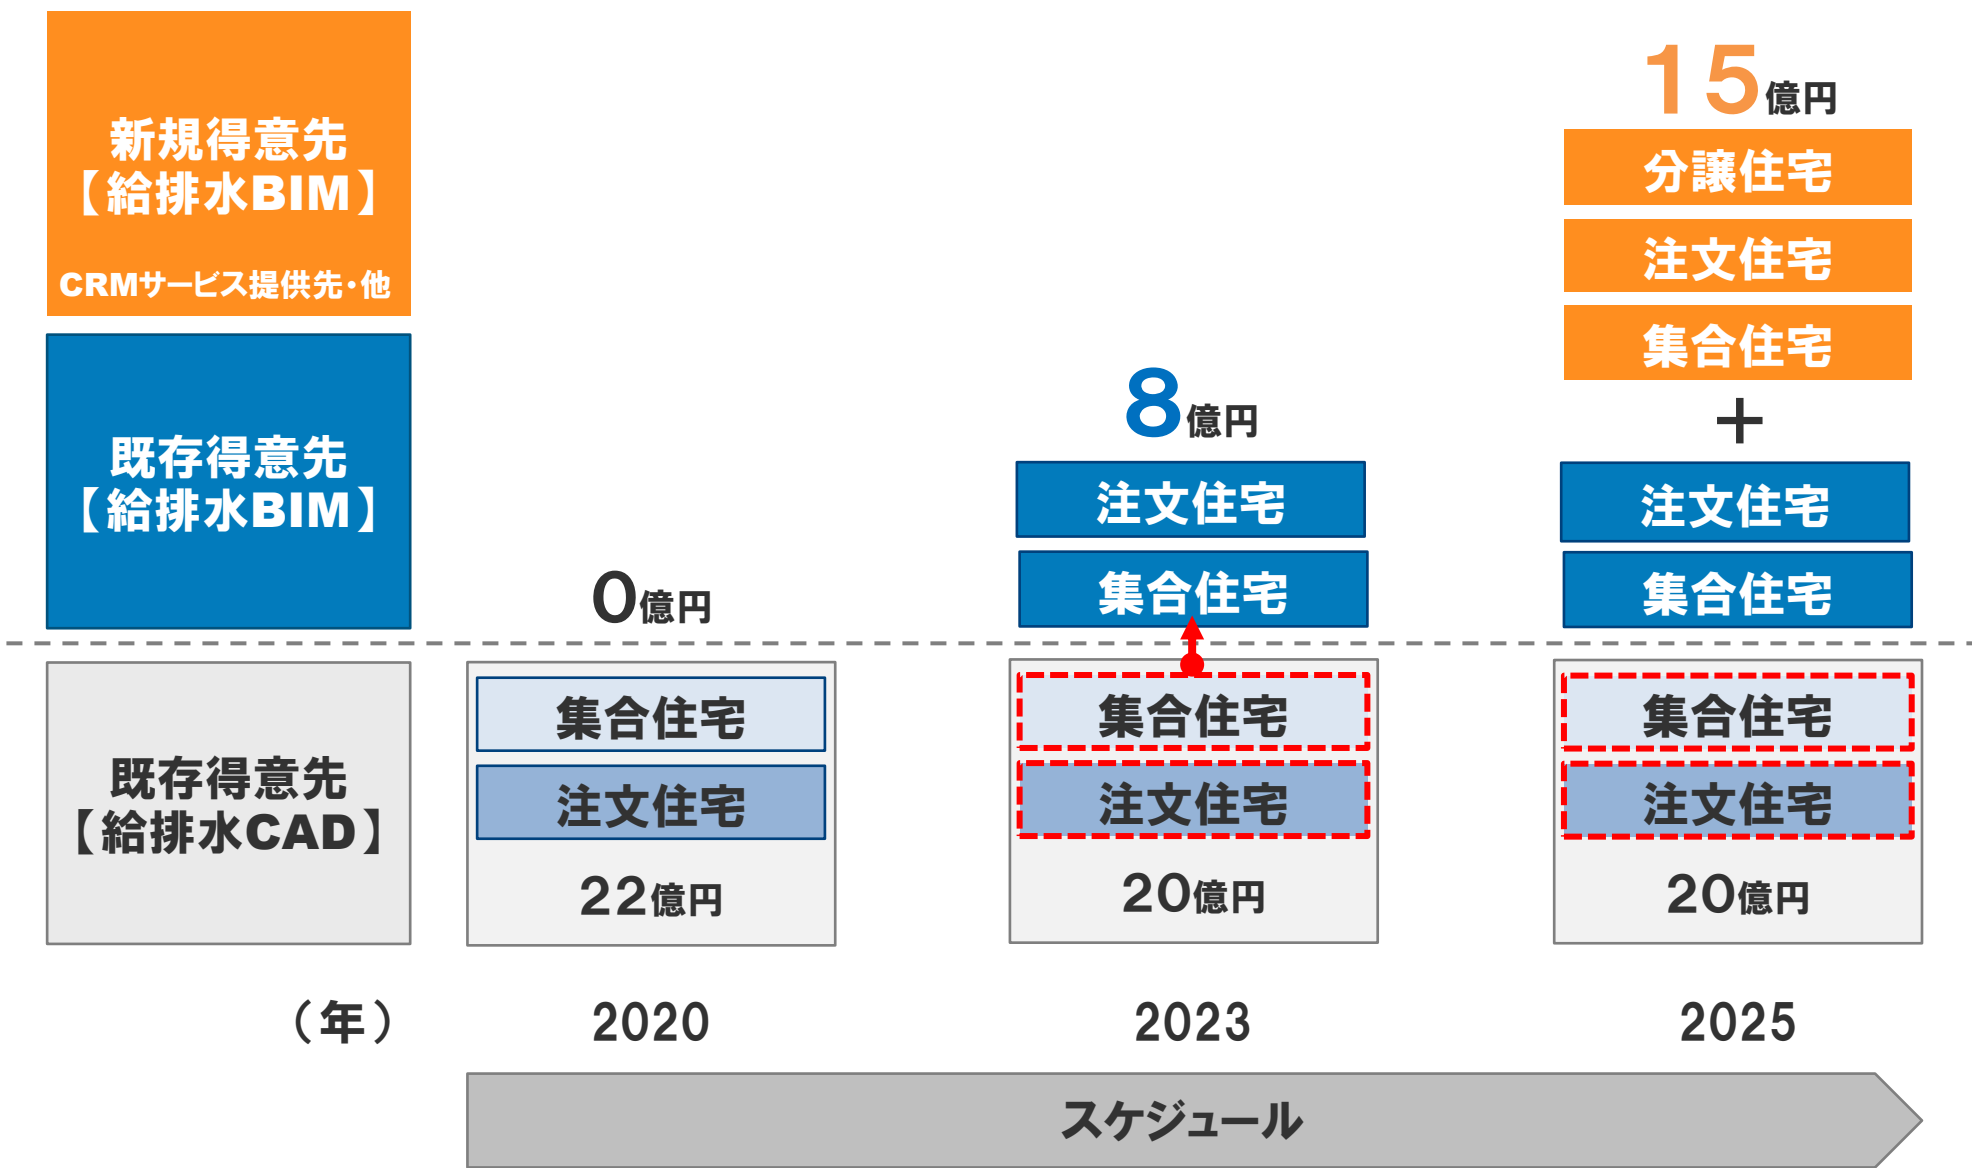 新規得意先
【給排水BIM】
CRMサービス提供先・他
既存得意先
【給排水BIM】
既存得意先
【給排水CAD】
0億円
集合住宅
注文住宅
22億円
8億円
注文住宅
集合住宅
集合住宅
注文住宅
20億円
15億円
分譲住宅
注文住宅
集合住宅
＋
注文住宅
集合住宅
集合住宅
注文住宅
20億円
（年）
2020
2023
2025
スケジュール